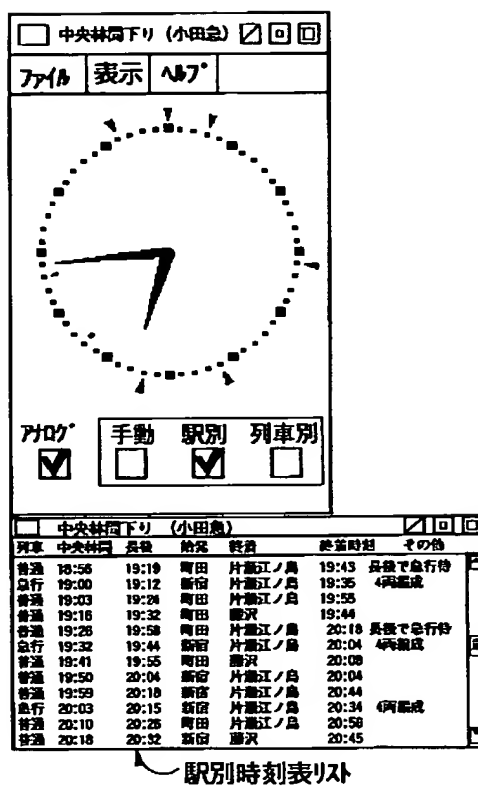 中央林間下り (小田急)
ファイル 表示 ヘルプ
アナログ 手動 駅別 列車別
中央林間下り (小田急)
列車 中央林間 長後 始発 終着 終着時刻 その他
普通 18:56 19:19 町田 片瀬江ノ島 19:43 長後で急行待
急行 19:00 19:12 新宿 片瀬江ノ島 19:35 4両編成
普通 19:03 19:24 町田 片瀬江ノ島 19:55
普通 19:16 19:32 町田 藤沢 19:44
普通 19:26 19:58 町田 片瀬江ノ島 20:18 長後で急行待
急行 19:32 19:44 新宿 片瀬江ノ島 20:04 4両編成
普通 19:41 19:55 町田 藤沢 20:08
普通 19:50 20:04 新宿 片瀬江ノ島 20:04
普通 19:59 20:18 新宿 片瀬江ノ島 20:44
急行 20:03 20:15 新宿 片瀬江ノ島 20:34 4両編成
普通 20:10 20:26 町田 片瀬江ノ島 20:58
普通 20:18 20:32 新宿 藤沢 20:45
駅別時刻表リスト